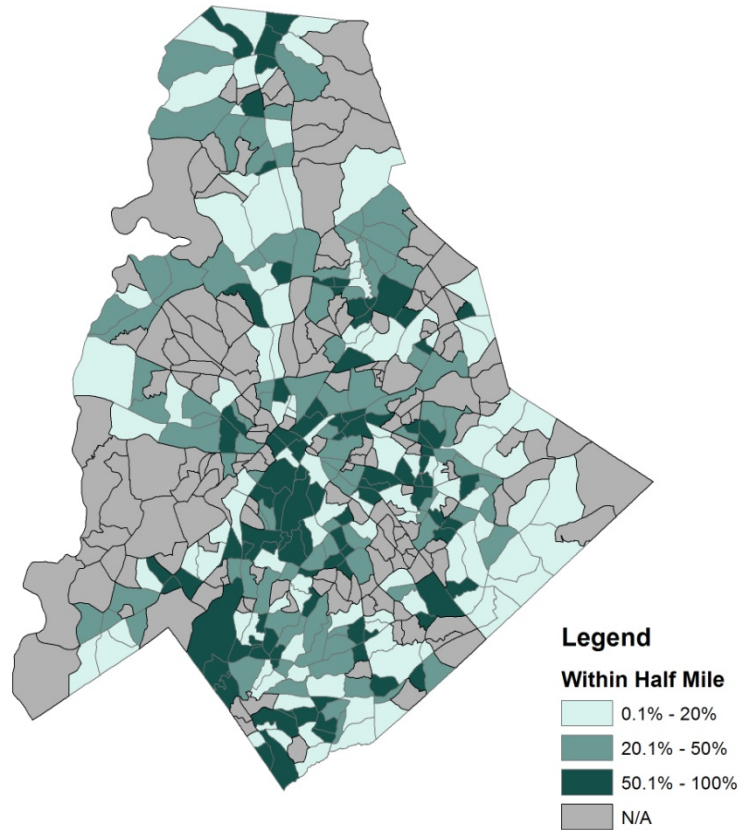 Legend
Within Half Mile
0.1% - 20%
20.1% - 50%
50.1% - 100%
N/A